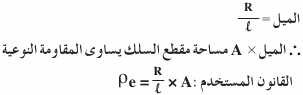 الميل = R/ℓ
∴ الميل × A مساحة مقطع السلك يساوى المقاومة النوعية
القانون المستخدم: ρe = R/ℓ × A